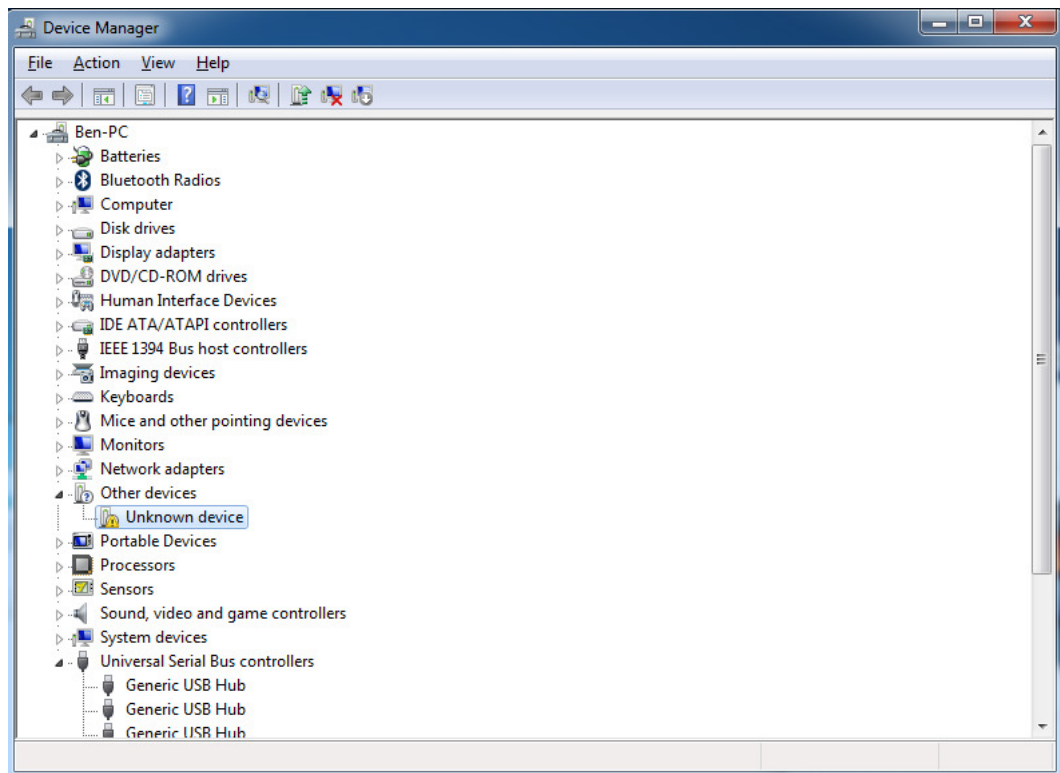 Device Manager
File Action View Help
Ben-PC
Batteries
Bluetooth Radios
Computer
Disk drives
Display adapters
DVD/CD-ROM drives
Human Interface Devices
IDE ATA/ATAPI controllers
IEEE 1394 Bus host controllers
Imaging devices
Keyboards
Mice and other pointing devices
Monitors
Network adapters
Other devices
Unknown device
Portable Devices
Processors
Sensors
Sound, video and game controllers
System devices
Universal Serial Bus controllers
Generic USB Hub
Generic USB Hub
Generic USB Hub